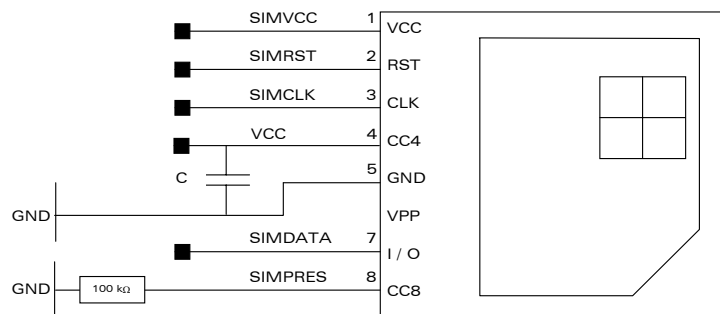 SIMVCC 1 VCC
SIMRST 2 RST
SIMCLK 3 CLK
VCC 4 CC4
C 5 GND
GND VPP
SIMDATA 7 I / O
GND 100 kΩ SIMPRES 8 CC8